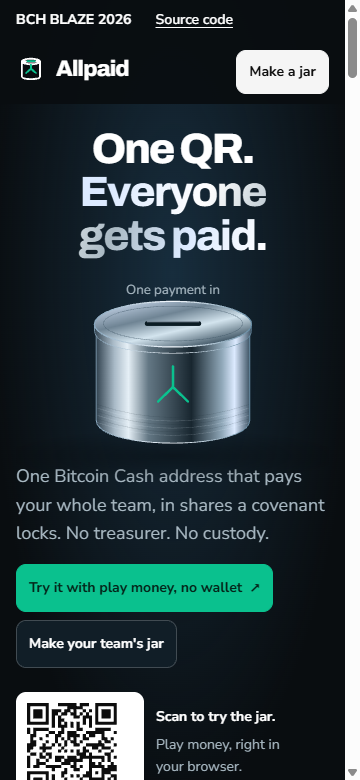 BCH BLAZE 2026 Source code
Allpaid
Make a jar
One QR.
Everyone
gets paid.
One payment in
One Bitcoin Cash address that pays
your whole team, in shares a covenant
locks. No treasurer. No custody.
Try it with play money, no wallet ↗
Make your team's jar
Scan to try the jar.
Play money, right in
your browser.